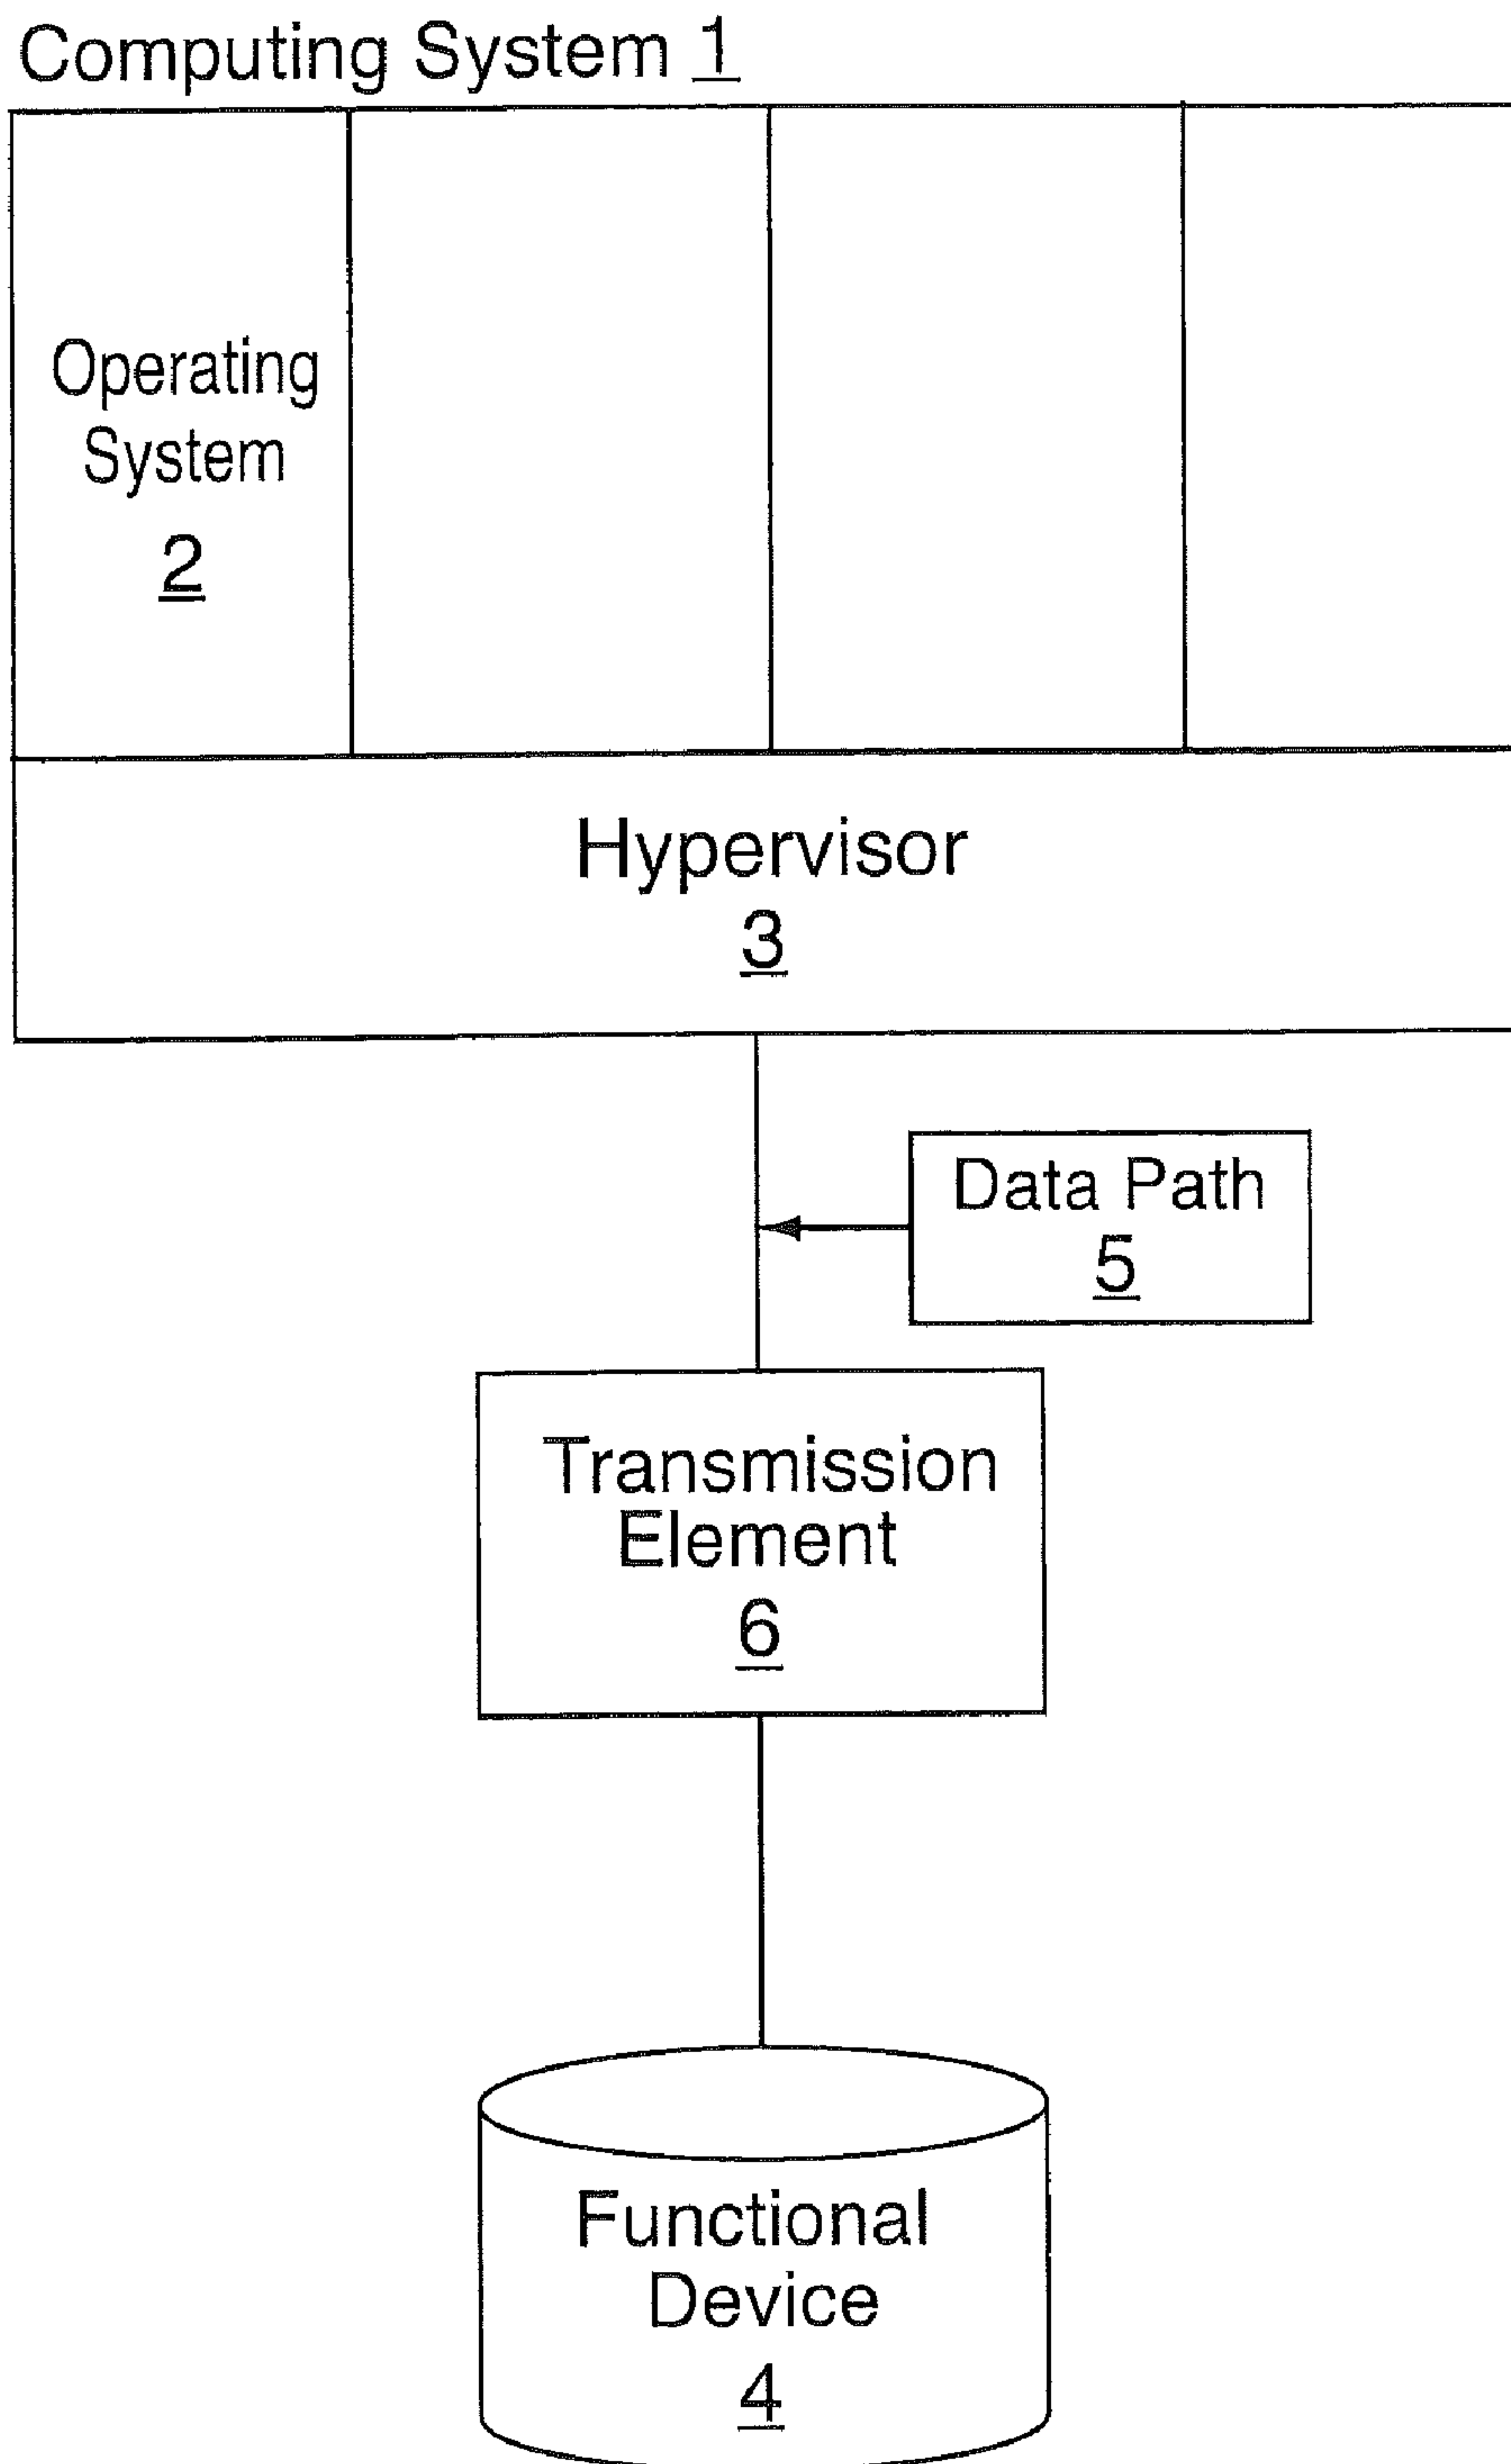 Computing System 1
Operating
System
2
Hypervisor
3
Data Path
5
Transmission
Element
6
Functional
Device
4